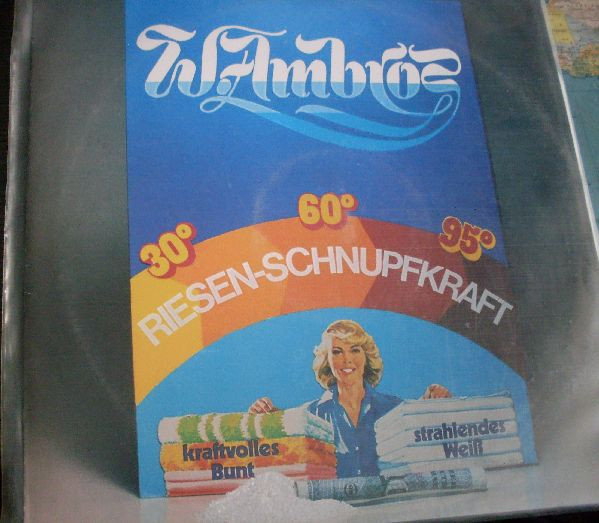 W. Ambros
30° 60° 95°
RIESEN-SCHNUPFKRAFT
kraftvolles
Bunt
strahlendes
Weiß